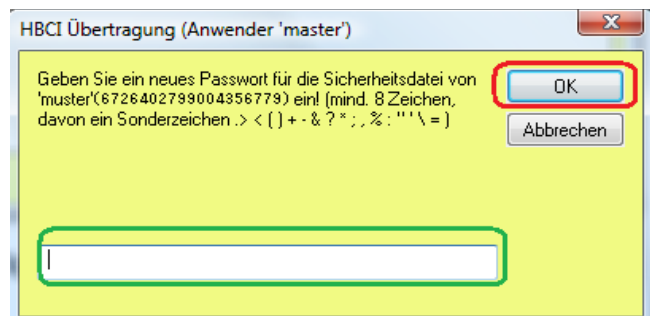 HBCI Übertragung (Anwender 'master')
Geben Sie ein neues Passwort für die Sicherheitsdatei von
'muster'(6726402799004356779) ein! (mind. 8 Zeichen,
davon ein Sonderzeichen .> < ( ) + - & ? * ; , % : " ' \ = )
OK
Abbrechen